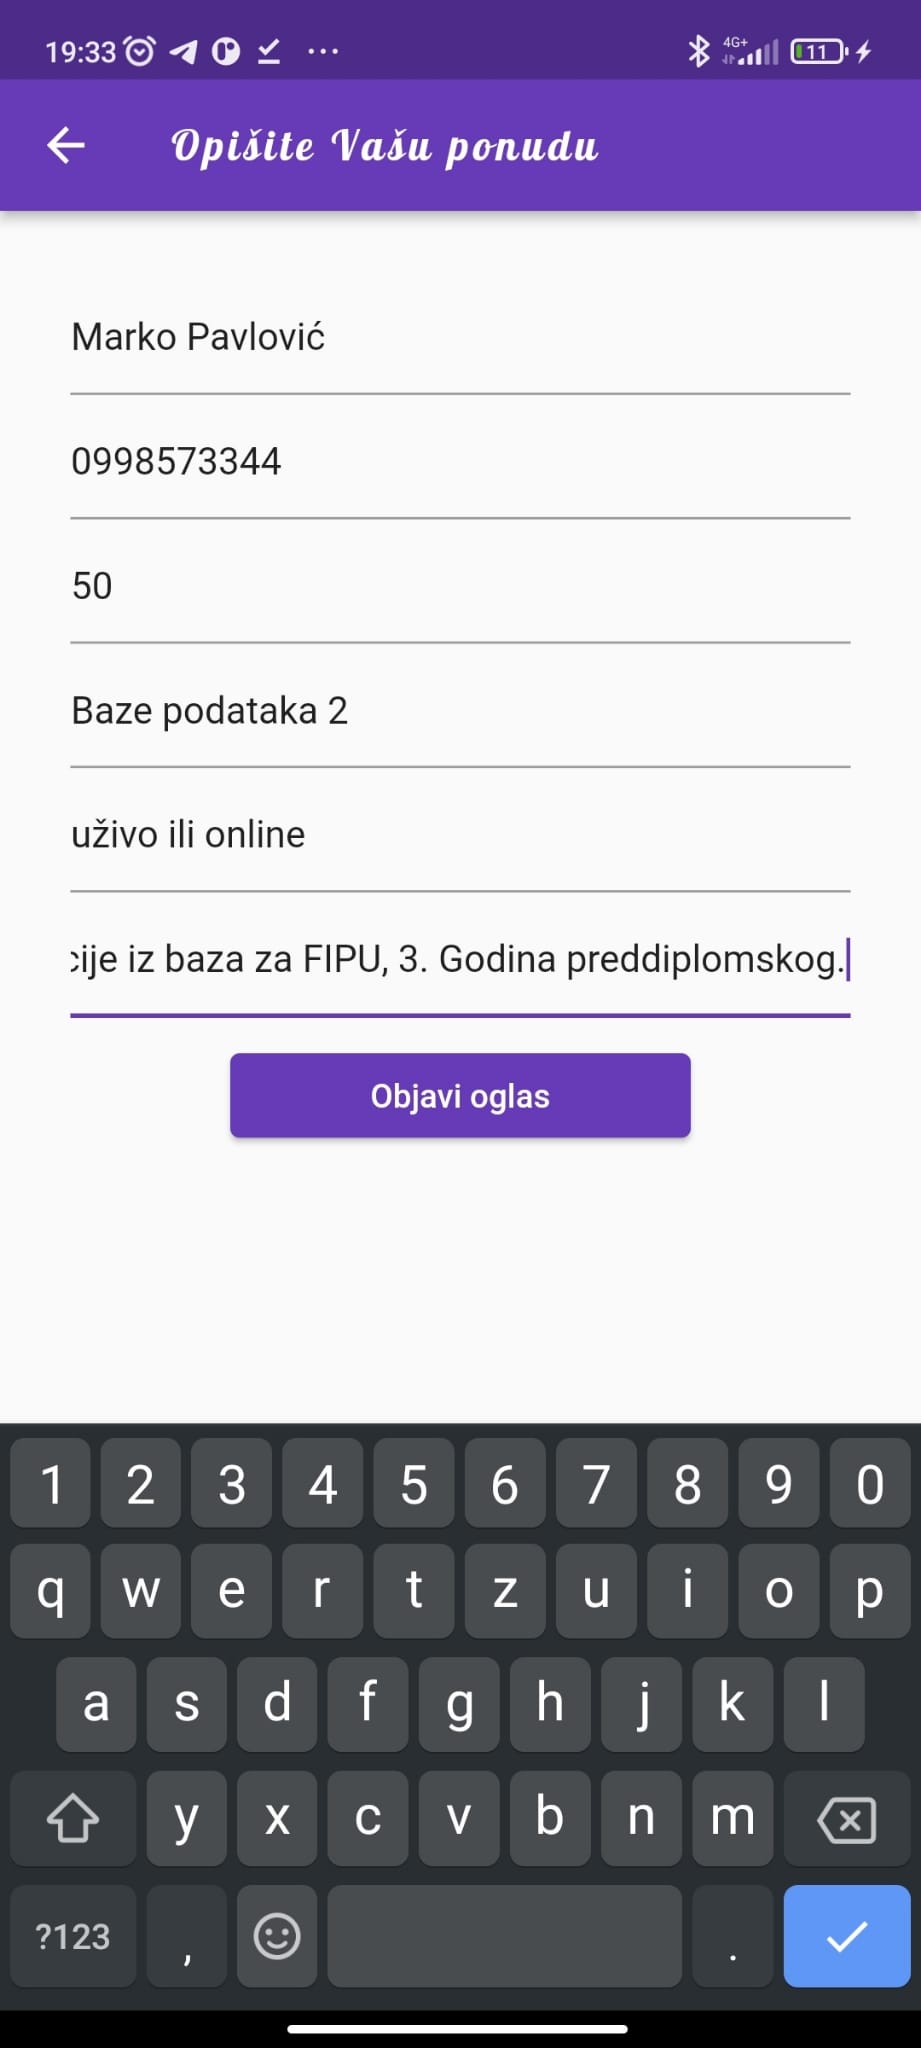 19:33
4G+
11
Opišite Vašu ponudu
Marko Pavlović
0998573344
50
Baze podataka 2
uživo ili online
cije iz baza za FIPU, 3. Godina preddiplomskog.
Objavi oglas
1 2 3 4 5 6 7 8 9 0
q w e r t z u i o p
a s d f g h j k l
y x c v b n m
?123 , .